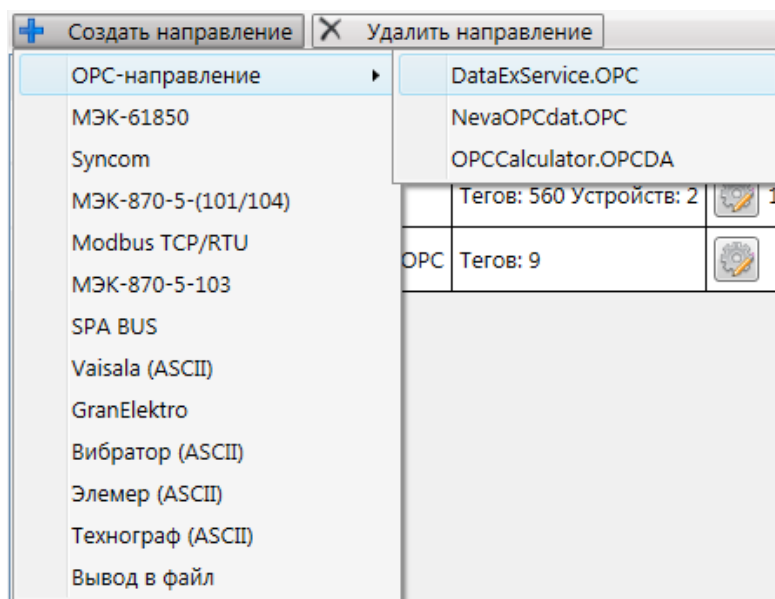 Создать направление
Удалить направление
ОРС-направление
DataExService.OPC
МЭК-61850
NevaOPCdat.OPC
Syncom
OPCCalculator.OPCDA
МЭК-870-5-(101/104)
Тегов: 560 Устройств: 2
1
Modbus TCP/RTU
OPC
Тегов: 9
МЭК-870-5-103
SPA BUS
Vaisala (ASCII)
GranElektro
Вибратор (ASCII)
Элемер (ASCII)
Технограф (ASCII)
Вывод в файл